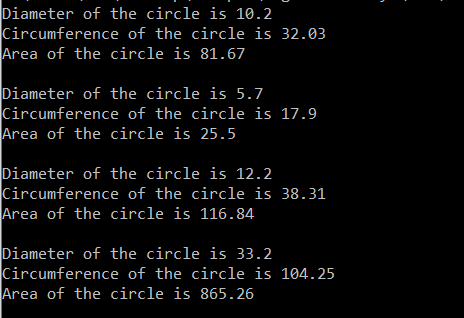 Diameter of the circle is 10.2
Circumference of the circle is 32.03
Area of the circle is 81.67
Diameter of the circle is 5.7
Circumference of the circle is 17.9
Area of the circle is 25.5
Diameter of the circle is 12.2
Circumference of the circle is 38.31
Area of the circle is 116.84
Diameter of the circle is 33.2
Circumference of the circle is 104.25
Area of the circle is 865.26